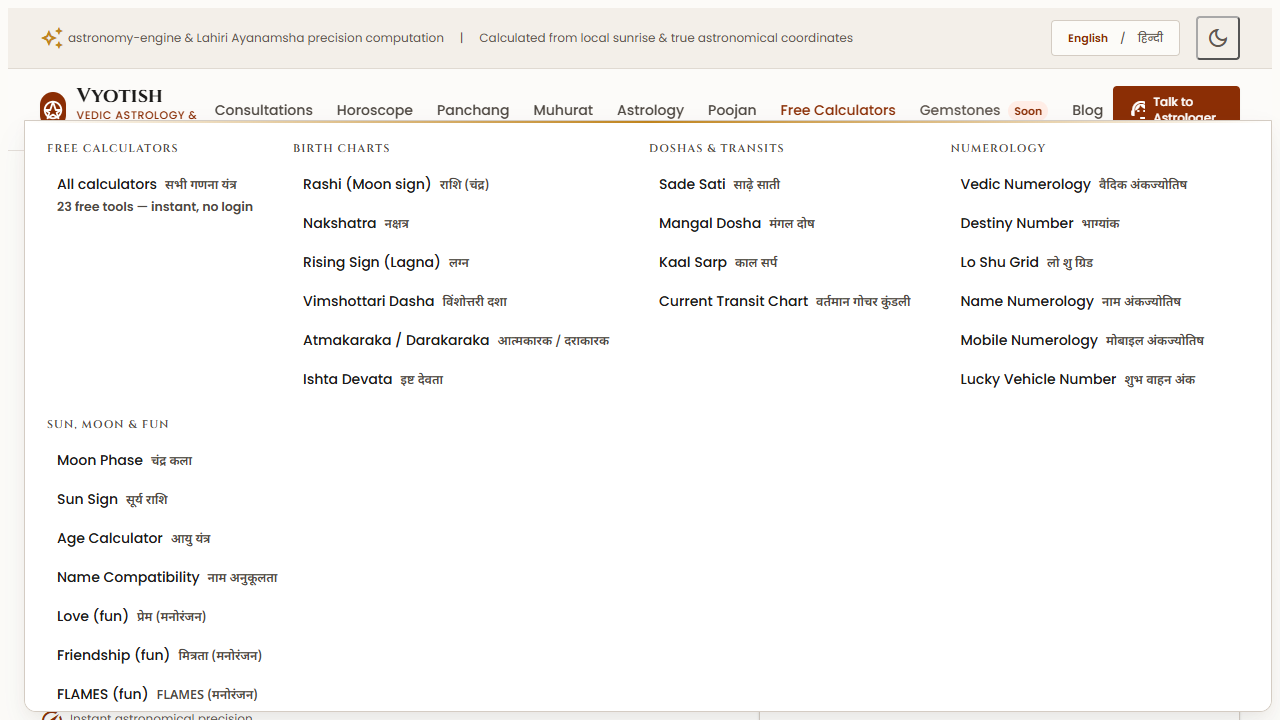 astronomy-engine & Lahiri Ayanamsha precision computation | Calculated from local sunrise & true astronomical coordinates
English / हिन्दी
VYOTISH
VEDIC ASTROLOGY &
Consultations Horoscope Panchang Muhurat Astrology Poojan Free Calculators Gemstones Soon Blog
Talk to
Astrologer
FREE CALCULATORS
All calculators सभी गणना यंत्र
23 free tools — instant, no login
BIRTH CHARTS
Rashi (Moon sign) राशि (चंद्र)
Nakshatra नक्षत्र
Rising Sign (Lagna) लग्न
Vimshottari Dasha विंशोत्तरी दशा
Atmakaraka / Darakaraka आत्मकारक / दराकारक
Ishta Devata इष्ट देवता
DOSHAS & TRANSITS
Sade Sati साढ़े साती
Mangal Dosha मंगल दोष
Kaal Sarp काल सर्प
Current Transit Chart वर्तमान गोचर कुंडली
NUMEROLOGY
Vedic Numerology वैदिक अंकज्योतिष
Destiny Number भाग्यांक
Lo Shu Grid लो शु ग्रिड
Name Numerology नाम अंकज्योतिष
Mobile Numerology मोबाइल अंकज्योतिष
Lucky Vehicle Number शुभ वाहन अंक
SUN, MOON & FUN
Moon Phase चंद्र कला
Sun Sign सूर्य राशि
Age Calculator आयु यंत्र
Name Compatibility नाम अनुकूलता
Love (fun) प्रेम (मनोरंजन)
Friendship (fun) मित्रता (मनोरंजन)
FLAMES (fun) FLAMES (मनोरंजन)
Instant astronomical precision